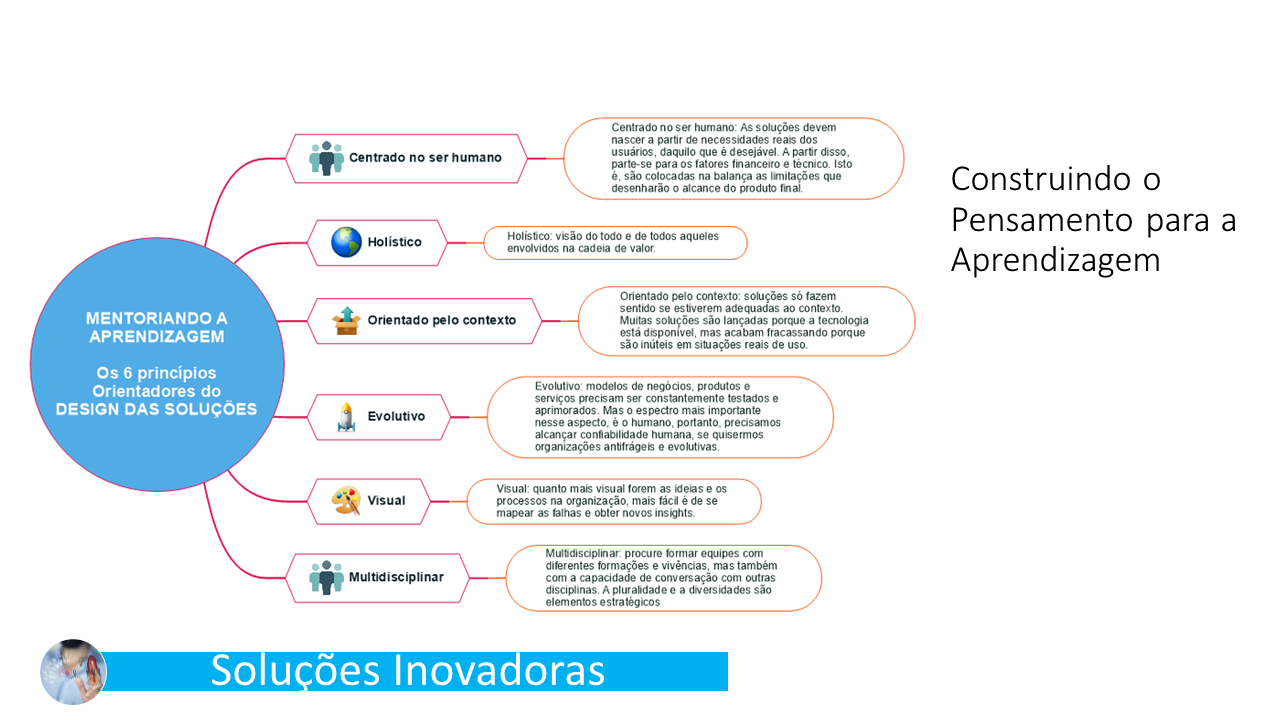 Centrado no ser humano
Centrado no ser humano: As soluções devem
nascer a partir de necessidades reais dos
usuários, daquilo que é desejável. A partir disso,
parte-se para os fatores financeiro e técnico. Isto
é, são colocadas na balança as limitações que
desenharão o alcance do produto final.
Holístico
Holístico: visão do todo e de todos aqueles
envolvidos na cadeia de valor.
MENTORIANDO A
APRENDIZAGEM
Os 6 princípios
Orientadores do
DESIGN DAS SOLUÇÕES
Orientado pelo contexto
Orientado pelo contexto: soluções só fazem
sentido se estiverem adequadas ao contexto.
Muitas soluções são lançadas porque a tecnologia
está disponível, mas acabam fracassando porque
são inúteis em situações reais de uso.
Evolutivo
Evolutivo: modelos de negócios, produtos e
serviços precisam ser constantemente testados e
aprimorados. Mas o espectro mais importante
nesse aspecto, é o humano, portanto, precisamos
alcançar confiabilidade humana, se quisermos
organizações antifrágeis e evolutivas.
Visual
Visual: quanto mais visual forem as ideias e os
processos na organização, mais fácil é de se
mapear as falhas e obter novos insights.
Multidisciplinar
Multidisciplinar: procure formar equipes com
diferentes formações e vivências, mas também
com a capacidade de conversação com outras
disciplinas. A pluralidade e a diversidades são
elementos estratégicos
Construindo o
Pensamento para a
Aprendizagem
Soluções Inovadoras